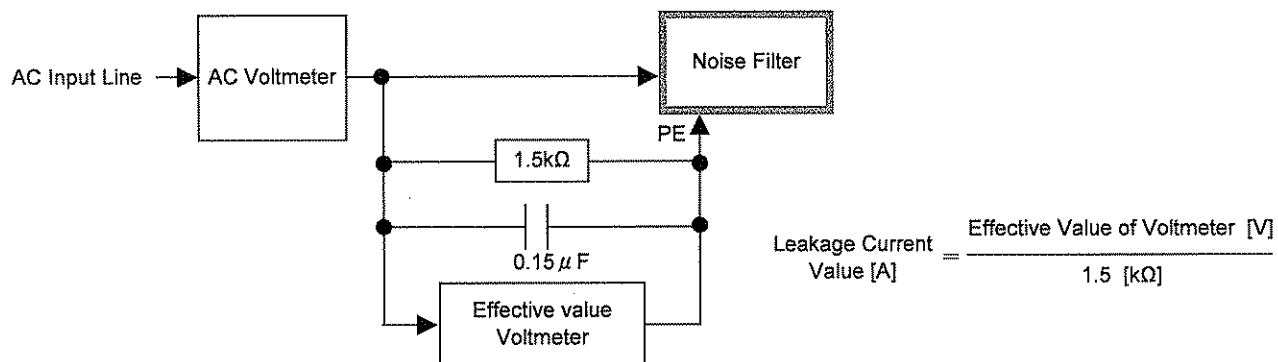 AC Input Line
AC Voltmeter
Noise Filter
PE
1.5kΩ
0.15μF
Effective value
Voltmeter
Leakage Current
Value [A]
=
Effective Value of Voltmeter [V]
1.5 [kΩ]